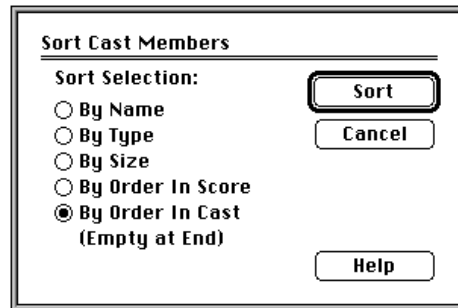 Sort Cast Members
Sort Selection:
By Name
By Type
By Size
By Order In Score
By Order In Cast
(Empty at End)
Sort
Cancel
Help